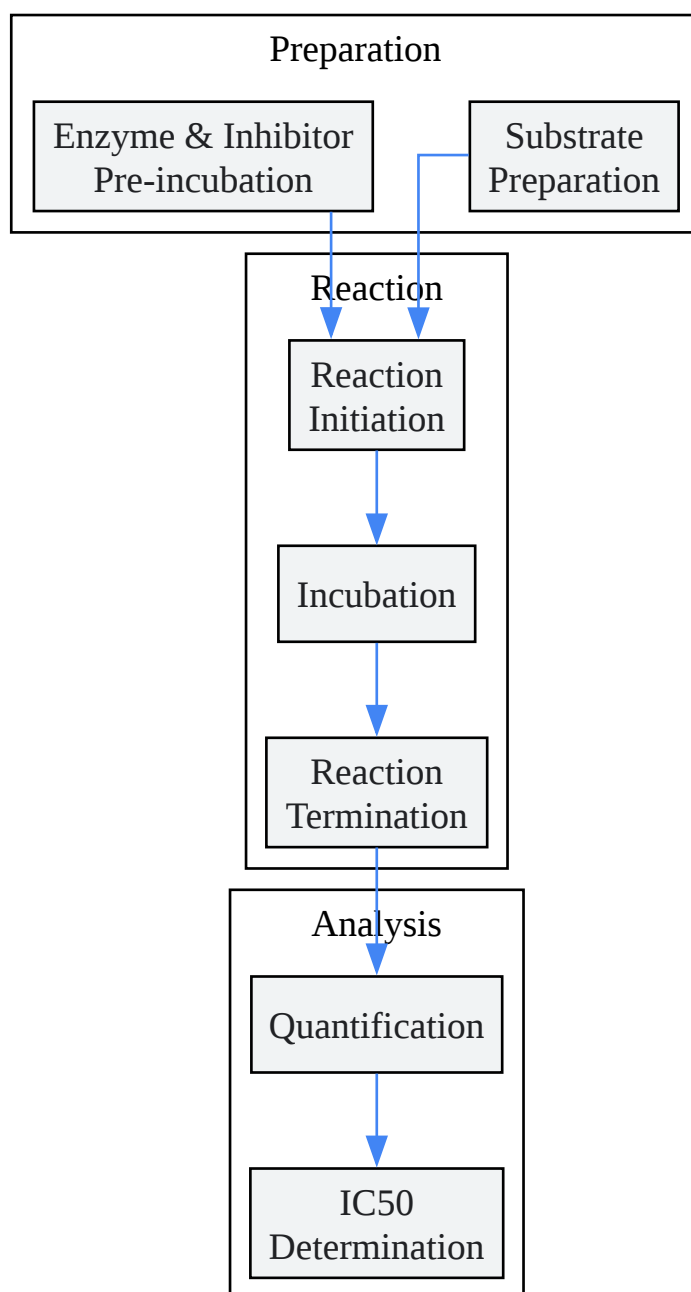 Preparation
Enzyme & Inhibitor
Pre-incubation
Substrate
Preparation
Reaction
Reaction
Initiation
Incubation
Reaction
Termination
Analysis
Quantification
IC50
Determination